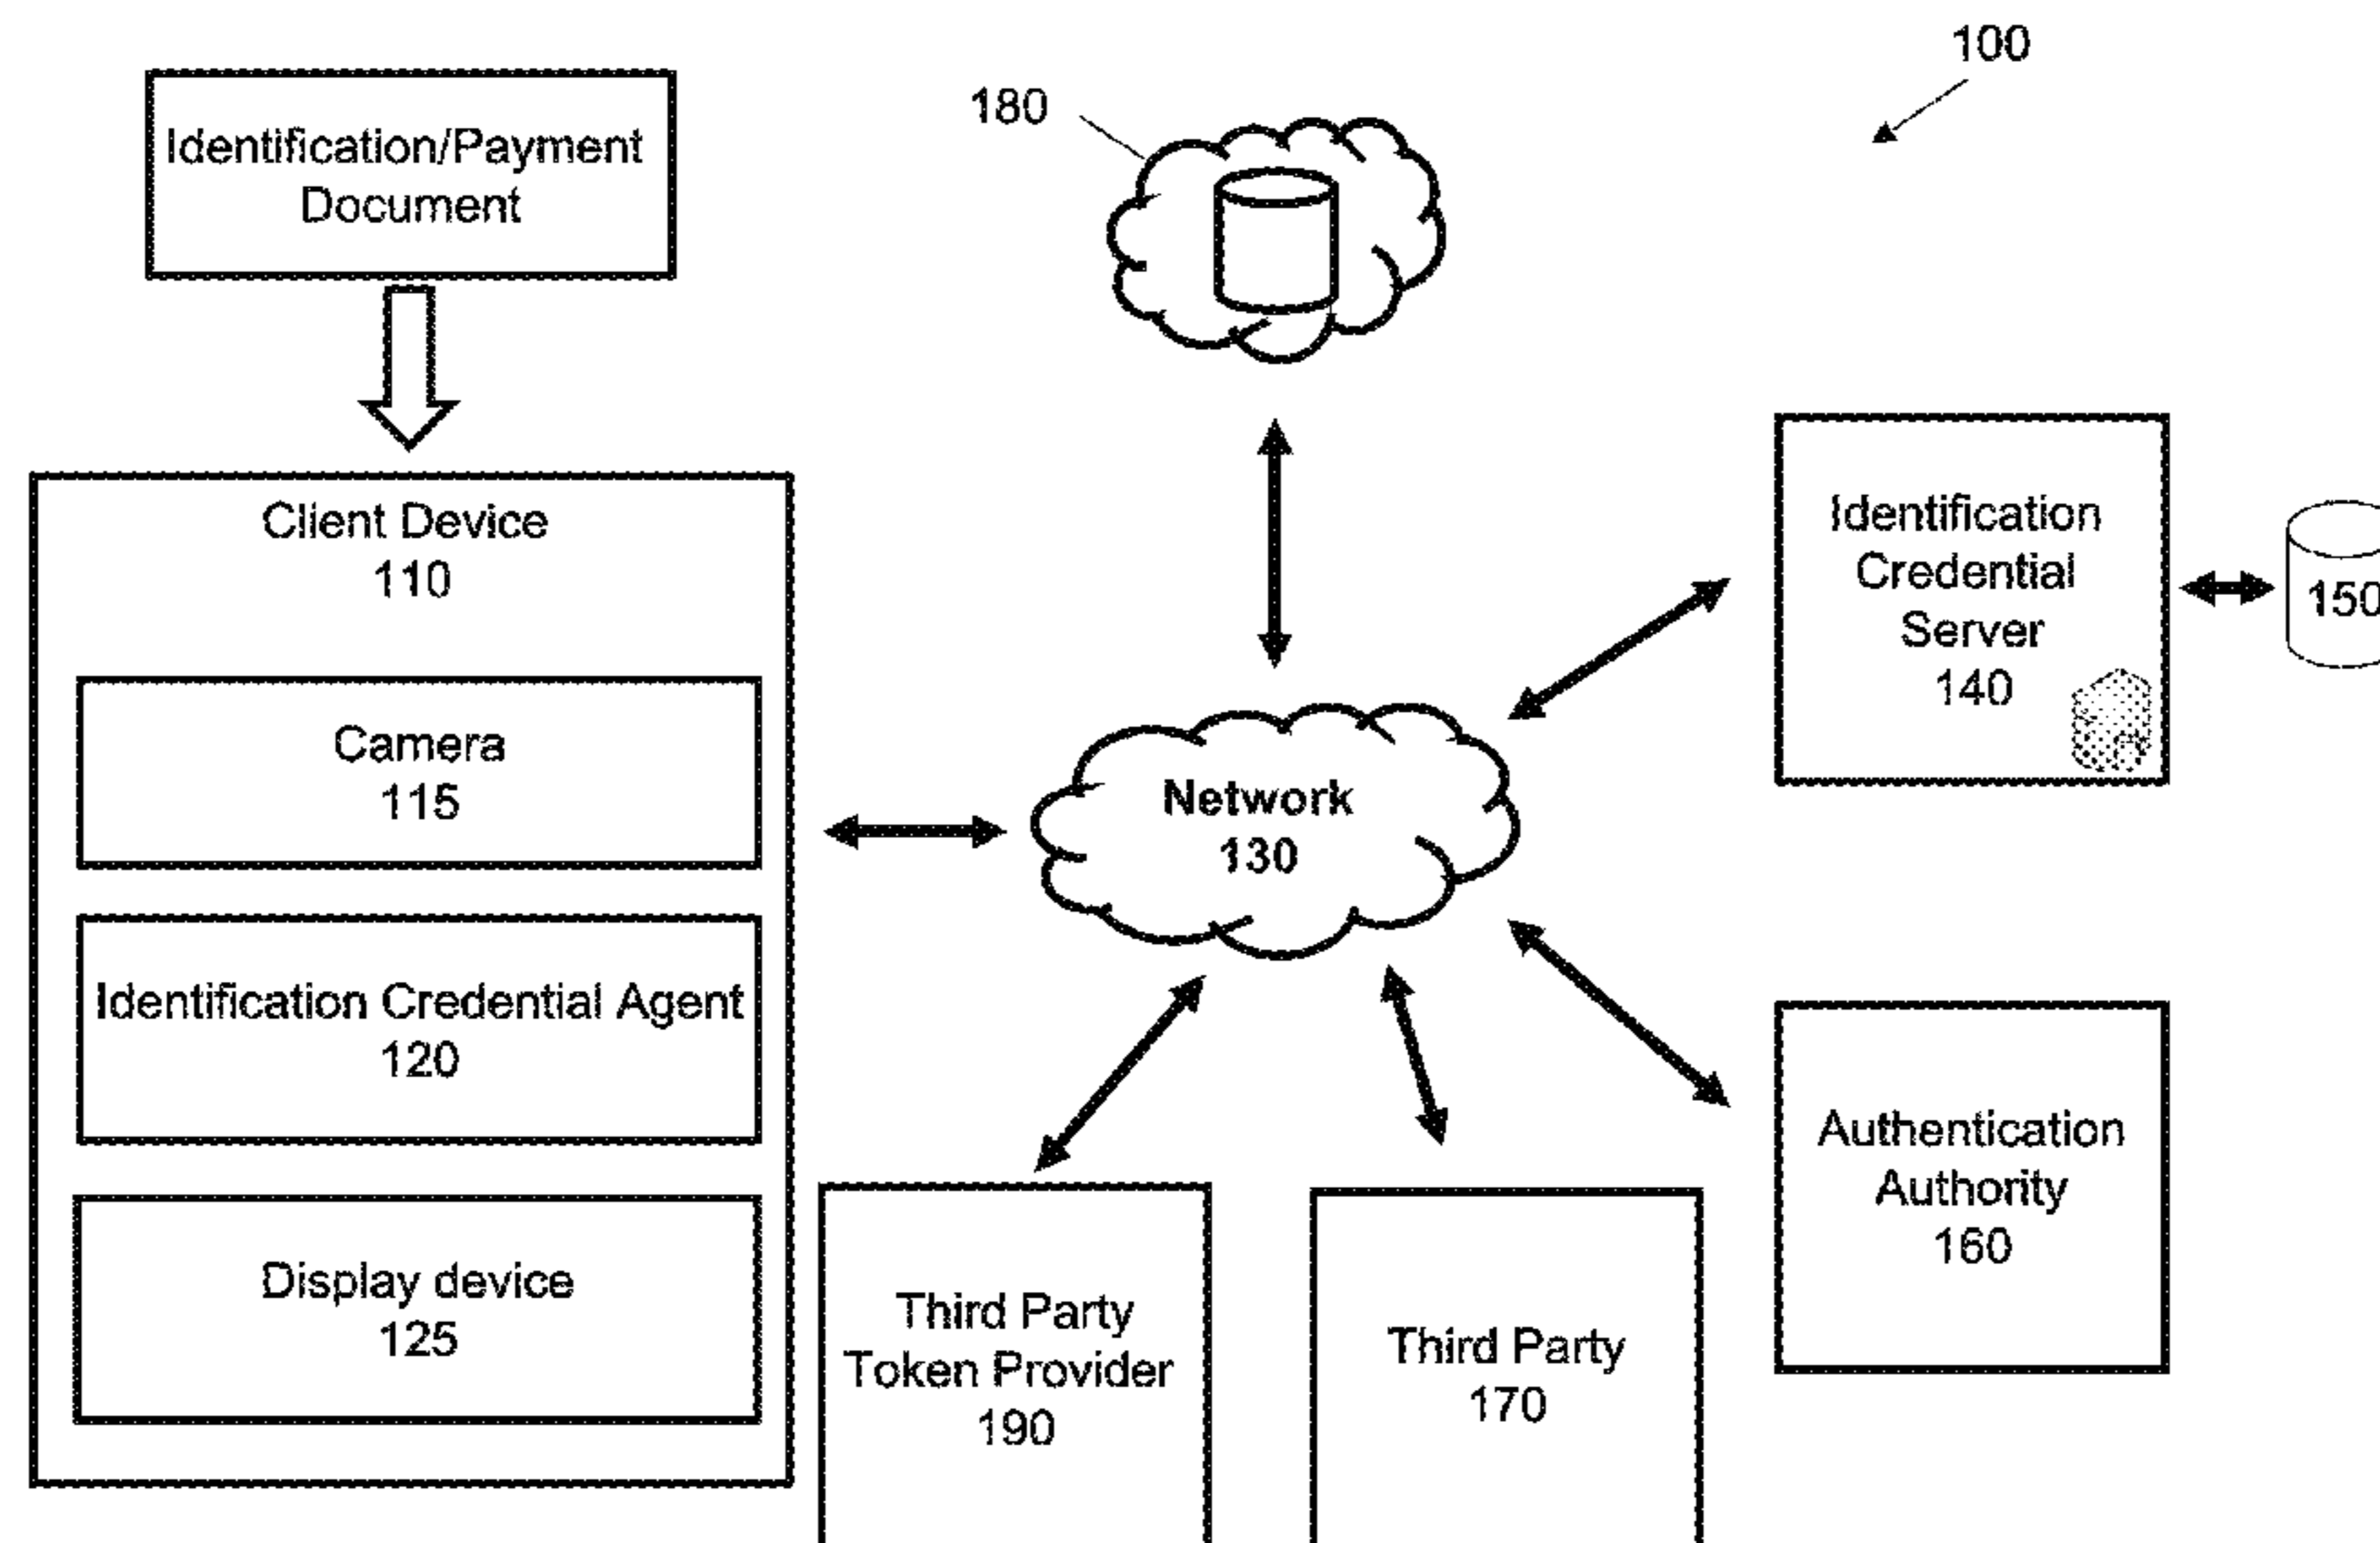 100
180
Identification/Payment
Document
Client Device
110
Camera
115
Identification Credential Agent
120
Display device
125
Network
130
Identification
Credential
Server
140
150
Authentication
Authority
160
Third Party
Token Provider
190
Third Party
170